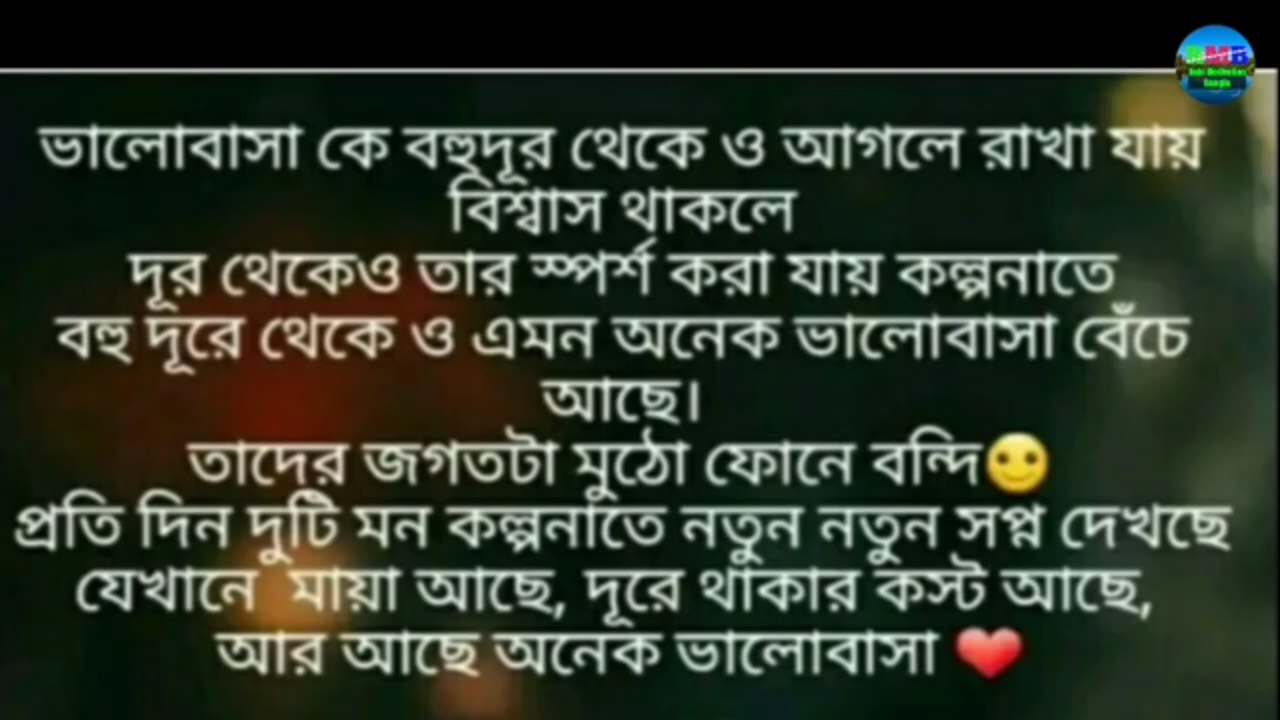 ভালোবাসা কে বহুদূর থেকে ও আগলে রাখা যায়
বিশ্বাস থাকলে
দূর থেকেও তার স্পর্শ করা যায় কল্পনাতে
বহু দূরে থেকে ও এমন অনেক ভালোবাসা বেঁচে
আছে।
তাদের জগতটা মুঠো ফোনে বন্দি🙂
প্রতি দিন দুটি মন কল্পনাতে নতুন নতুন সপ্ন দেখছে
যেখানে মায়া আছে, দূরে থাকার কস্ট আছে,
আর আছে অনেক ভালোবাসা ❤